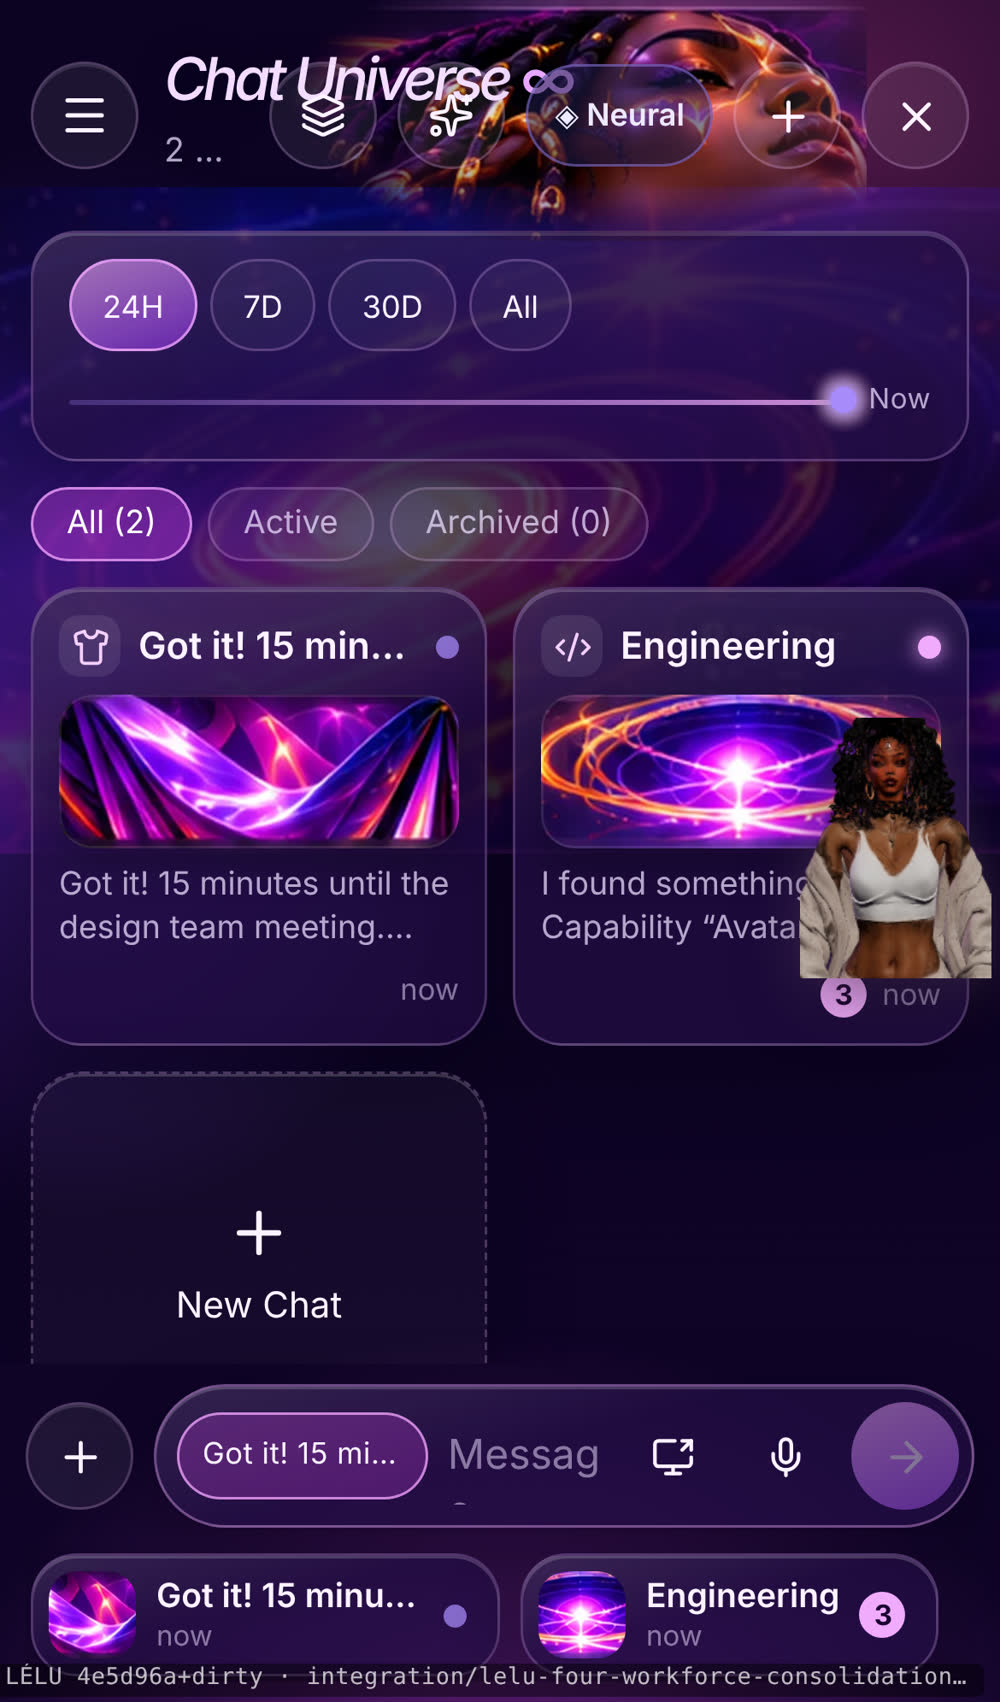 Chat Universe ∞
2 ...
◈ Neural
24H 7D 30D All
Now
All (2) Active Archived (0)
Got it! 15 min...
Got it! 15 minutes until the
design team meeting....
now
Engineering
I found something
Capability “Avata
3 now
New Chat
Got it! 15 mi... Messag
Got it! 15 minu...
now
Engineering
now
3
LÉLU 4e5d96a+dirty · integration/lelu-four-workforce-consolidation…